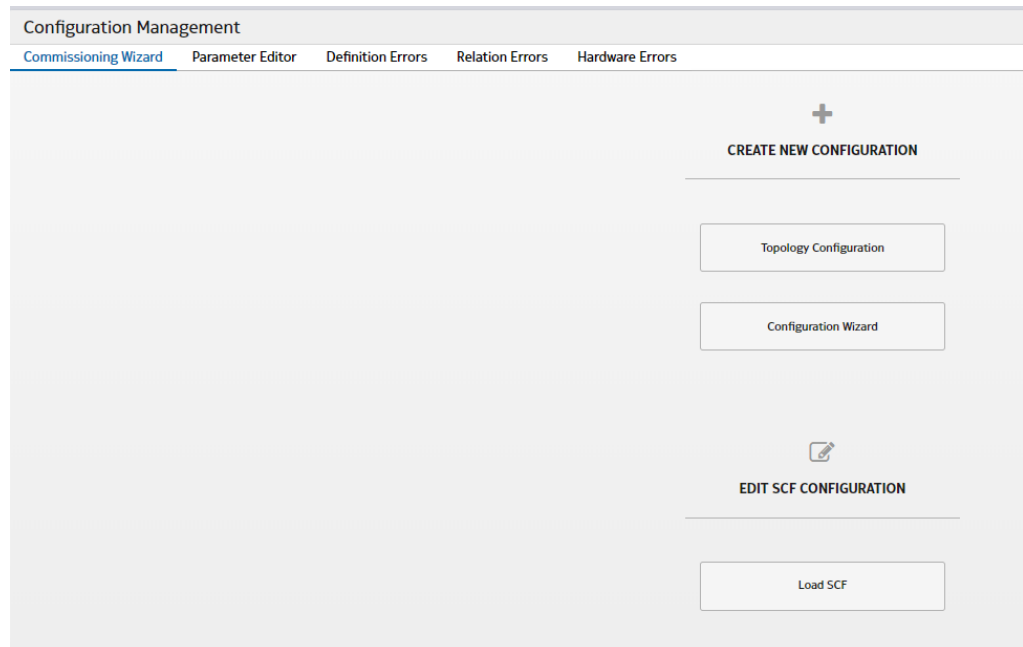 Configuration Management
Commissioning Wizard Parameter Editor Definition Errors Relation Errors Hardware Errors
CREATE NEW CONFIGURATION
Topology Configuration
Configuration Wizard
EDIT SCF CONFIGURATION
Load SCF